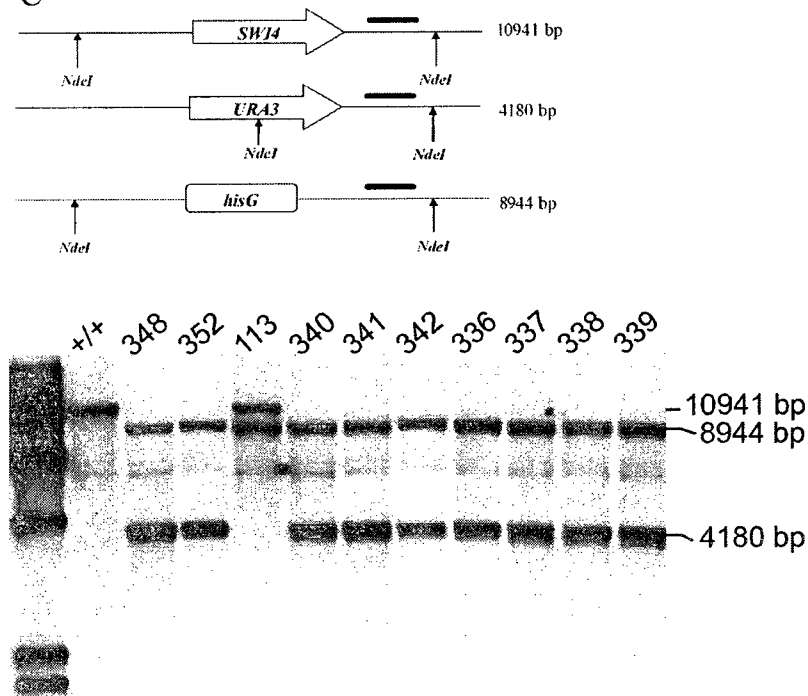 C
SWI4
10941 bp
NdeI
NdeI
URA3
4180 bp
NdeI
NdeI
hisG
8944 bp
NdeI
NdeI
+/+ 348 352 113 340 341 342 336 337 338 339
10941 bp
8944 bp
4180 bp